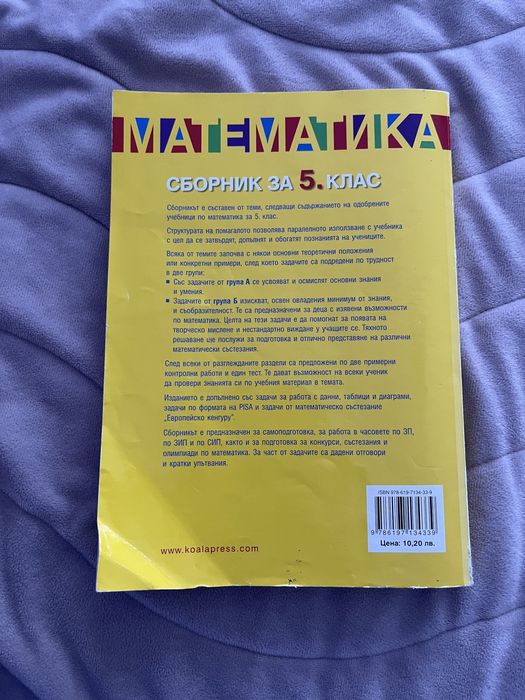 МАТЕМАТИКА
СБОРНИК ЗА 5. КЛАС
Сборникът е съставен от теми, следващи съдържанието на одобрените
учебници по математика за 5. клас.
Структурата на помагалото позволява паралелното използване с учебника
с цел да се затвърдят, допълнят и обогатят познанията на учениците.
Всяка от темите започва с някои основни теоретични положения
или конкретни примери, след което задачите са подредени по трудност
в две групи:
Със задачите от група А се усвояват и осмислят основни знания
и умения.
Задачите от група Б изискват, освен овладения минимум от знания,
и съобразителност. Те са предназначени за деца с изявени възможности
по математика. Целта на тези задачи е да помогнат за появата на
творческо мислене и нестандартно виждане у учащите се. Тяхното
решаване ще послужи за подготовка и отлично представяне на различни
математически състезания.
След всеки от разглежданите раздели са предложени по две примерни
контролни работи и един тест. Те дават възможност на всеки ученик
да провери знанията си по учебния материал в темата.
Изданието е допълнено със задачи за работа с данни, таблици и диаграми,
задачи по формата на PISA и задачи от математическо състезание
„Европейско кенгуру".
Сборникът е предназначен за самоподготовка, за работа в часовете по ЗП,
по ЗИП и по СИП, както и за подготовка за конкурси, състезания и
олимпиади по математика. За част от задачите са дадени отговори
и кратки упътвания.
ISBN 978-619-7134-33-9
9 786197 134339
Цена: 10,20 лв.
www.koalapress.com